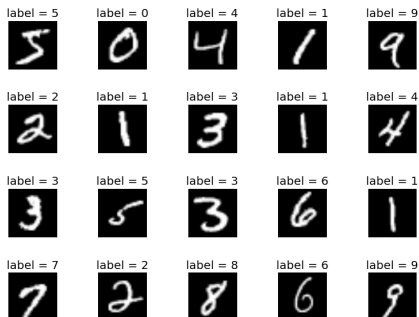 label = 5 label = 0 label = 4 label = 1 label = 9
5 0 4 1 9
label = 2 label = 1 label = 3 label = 1 label = 4
2 1 3 1 4
label = 3 label = 5 label = 3 label = 6 label = 1
3 5 3 6 1
label = 7 label = 2 label = 8 label = 6 label = 9
7 2 8 6 9